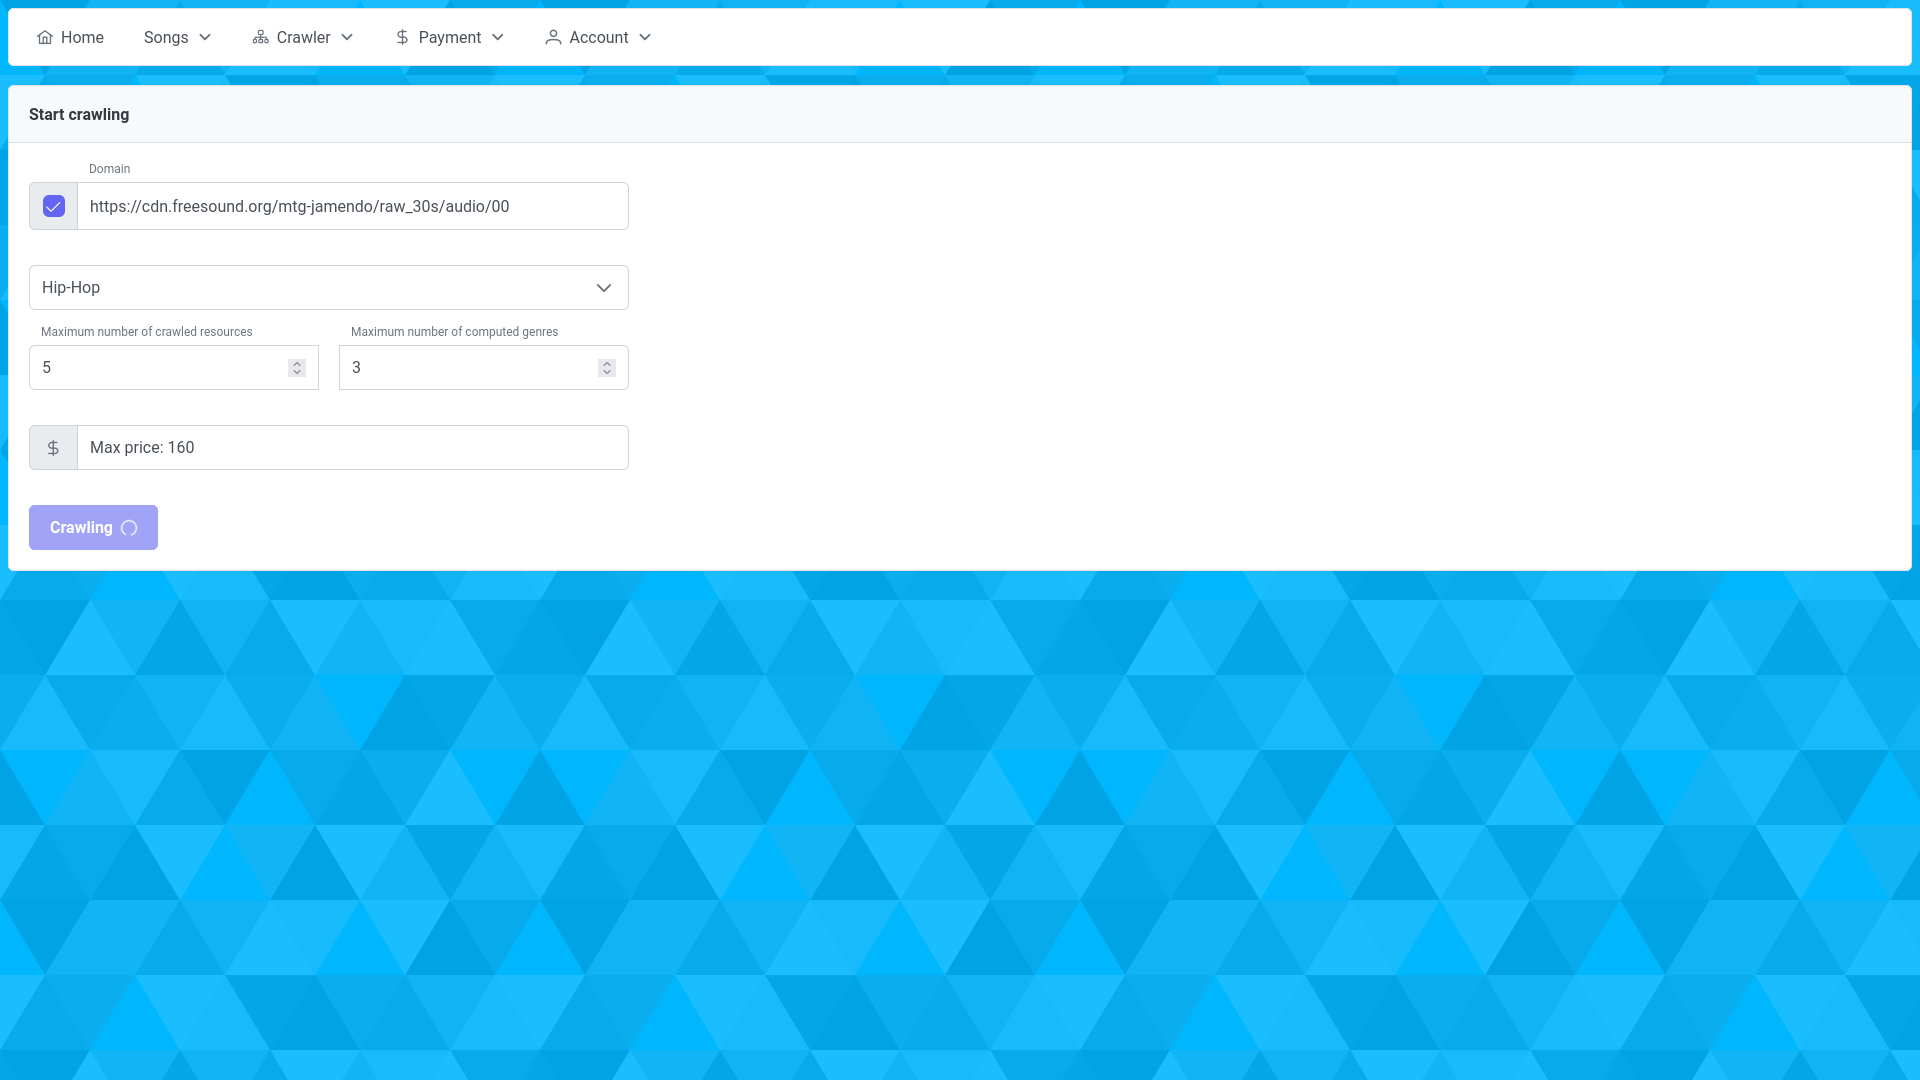 Home
Songs
Crawler
Payment
Account
Start crawling
Domain
https://cdn.freesound.org/mtg-jamendo/raw_30s/audio/00
Hip-Hop
Maximum number of crawled resources
Maximum number of computed genres
5
3
$
Max price: 160
Crawling